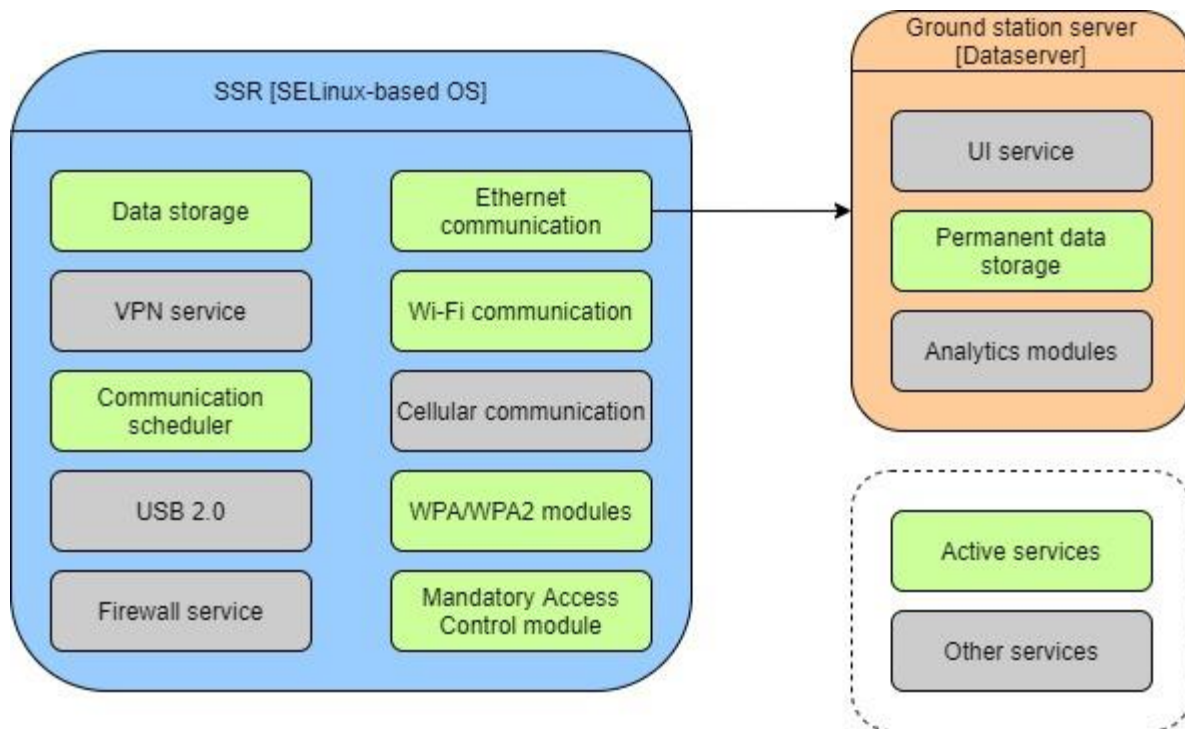 SSR [SELinux-based OS]
Data storage
VPN service
Communication
scheduler
USB 2.0
Firewall service
Ethernet
communication
Wi-Fi communication
Cellular communication
WPA/WPA2 modules
Mandatory Access
Control module
Ground station server
[Dataserver]
UI service
Permanent data
storage
Analytics modules
Active services
Other services